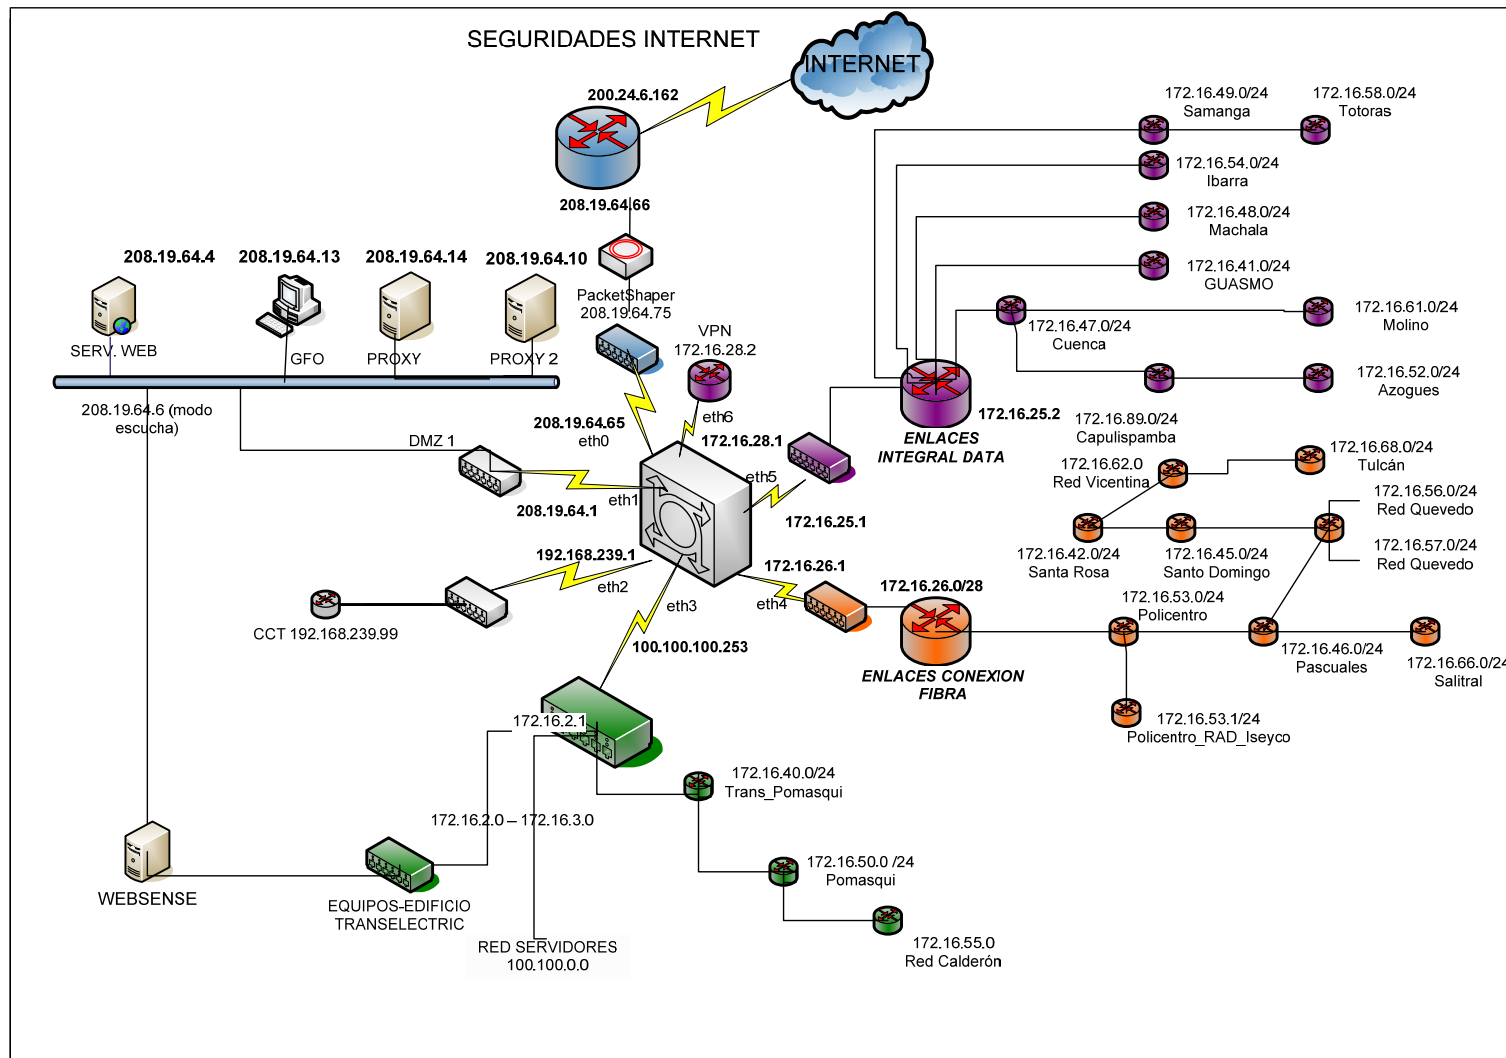 SEGURIDADES INTERNET
INTERNET
200.24.6.162
208.19.64.66
208.19.64.4
208.19.64.13
208.19.64.14
208.19.64.10
SERV. WEB
GFO
PROXY
PROXY 2
PacketShaper
208.19.64.75
VPN
172.16.28.2
208.19.64.6 (modo
escucha)
DMZ 1
208.19.64.65
eth0
eth6
172.16.28.1
eth5
eth1
208.19.64.1
172.16.25.1
192.168.239.1
eth2
eth3
172.16.26.1
eth4
CCT 192.168.239.99
100.100.100.253
172.16.25.2
ENLACES
INTEGRAL DATA
172.16.49.0/24
Samanga
172.16.58.0/24
Totoras
172.16.54.0/24
Ibarra
172.16.48.0/24
Machala
172.16.41.0/24
GUASMO
172.16.47.0/24
Cuenca
172.16.61.0/24
Molino
172.16.52.0/24
Azogues
172.16.89.0/24
Capulispamba
172.16.62.0
Red Vicentina
172.16.68.0/24
Tulcán
172.16.56.0/24
Red Quevedo
172.16.57.0/24
Red Quevedo
172.16.42.0/24
Santa Rosa
172.16.45.0/24
Santo Domingo
172.16.26.0/28
ENLACES CONEXION
FIBRA
172.16.53.0/24
Policentro
172.16.46.0/24
Pascuales
172.16.66.0/24
Salitral
172.16.53.1/24
Policentro_RAD_Iseyco
172.16.2.1
172.16.2.0 – 172.16.3.0
172.16.40.0/24
Trans_Pomasqui
172.16.50.0 /24
Pomasqui
172.16.55.0
Red Calderón
WEBSENSE
EQUIPOS-EDIFICIO
TRANSELECTRIC
RED SERVIDORES
100.100.0.0